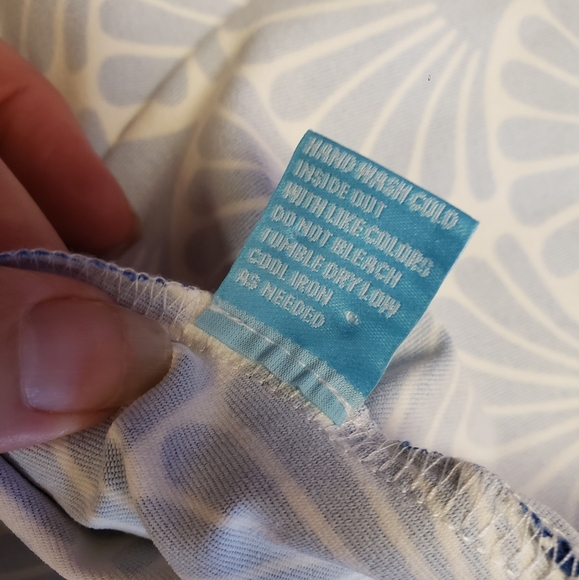 HAND WASH COLD
INSIDE OUT
WITH LIKE COLORS
DO NOT BLEACH
TUMBLE DRY LOW
COOL IRON
AS NEEDED